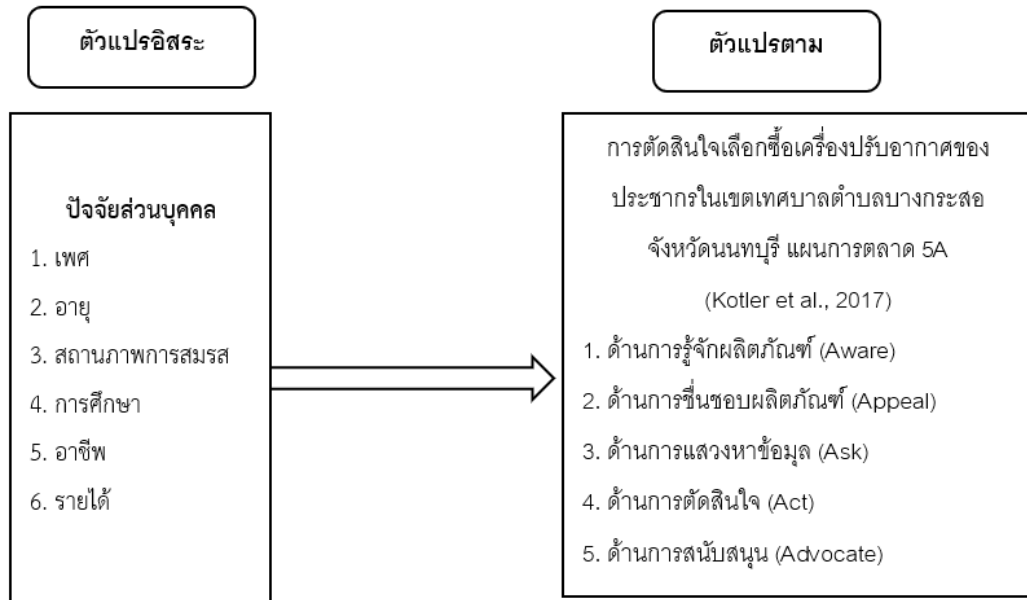 ตัวแปรอิสระ
ตัวแปรตาม
ปัจจัยส่วนบุคคล
1. เพศ
2. อายุ
3. สถานภาพการสมรส
4. การศึกษา
5. อาชีพ
6. รายได้
การตัดสินใจเลือกซื้อเครื่องปรับอากาศของ
ประชากรในเขตเทศบาลตำบลบางกระสอ
จังหวัดนนทบุรี แผนการตลาด 5A
(Kotler et al., 2017)
1. ด้านการรู้จักผลิตภัณฑ์ (Aware)
2. ด้านการชื่นชอบผลิตภัณฑ์ (Appeal)
3. ด้านการแสวงหาข้อมูล (Ask)
4. ด้านการตัดสินใจ (Act)
5. ด้านการสนับสนุน (Advocate)